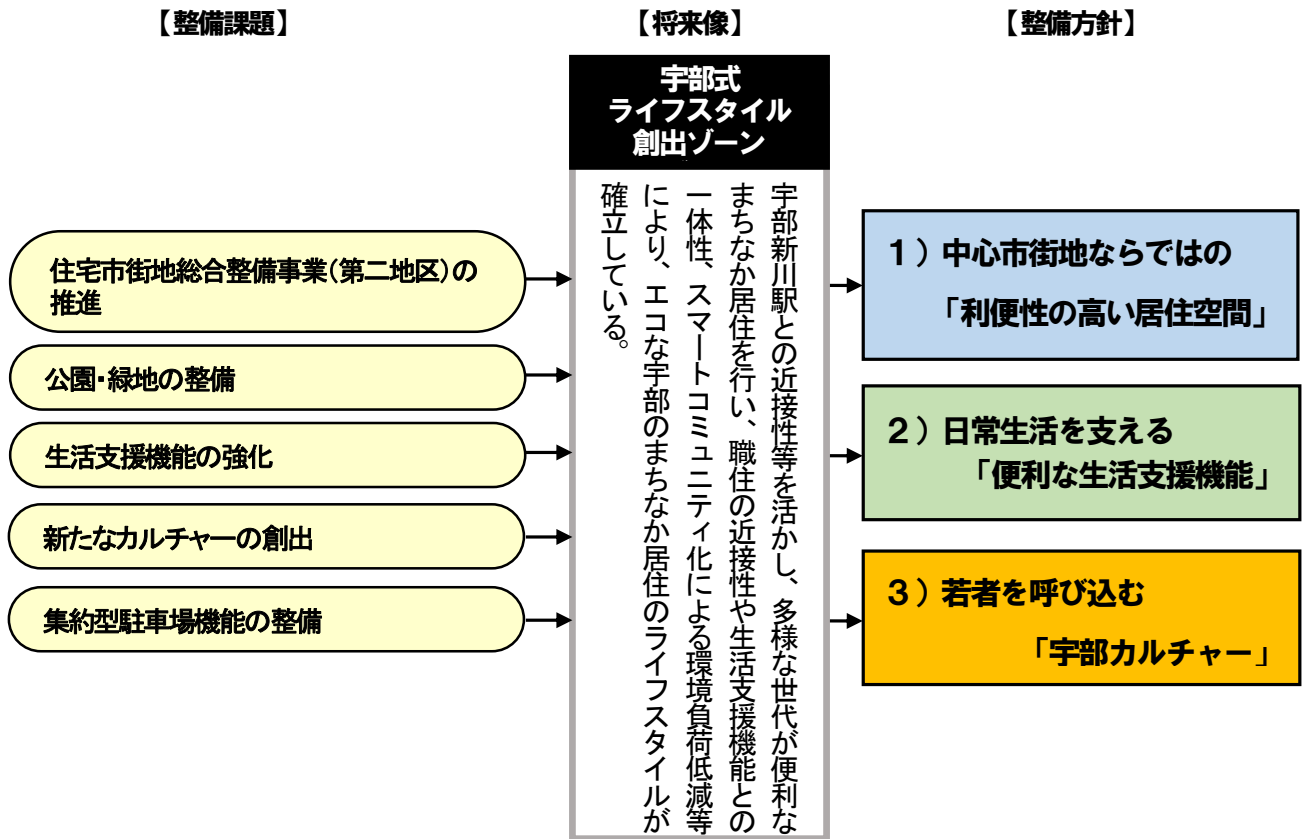 【整備課題】
【将来像】
【整備方針】
住宅市街地総合整備事業(第二地区)の
推進
公園・緑地の整備
生活支援機能の強化
新たなカルチャーの創出
集約型駐車場機能の整備
宇部式
ライフスタイル
創出ゾーン
宇部新川駅との近接性等を活かし、多様な世代が便利な
まちなか居住を行い、職住の近接性や生活支援機能との
一体性、スマートコミュニティ化による環境負荷低減等
により、エコな宇部のまちなか居住のライフスタイルが
確立している。
1）中心市街地ならではの
「利便性の高い居住空間」
2）日常生活を支える
「便利な生活支援機能」
3）若者を呼び込む
「宇部カルチャー」